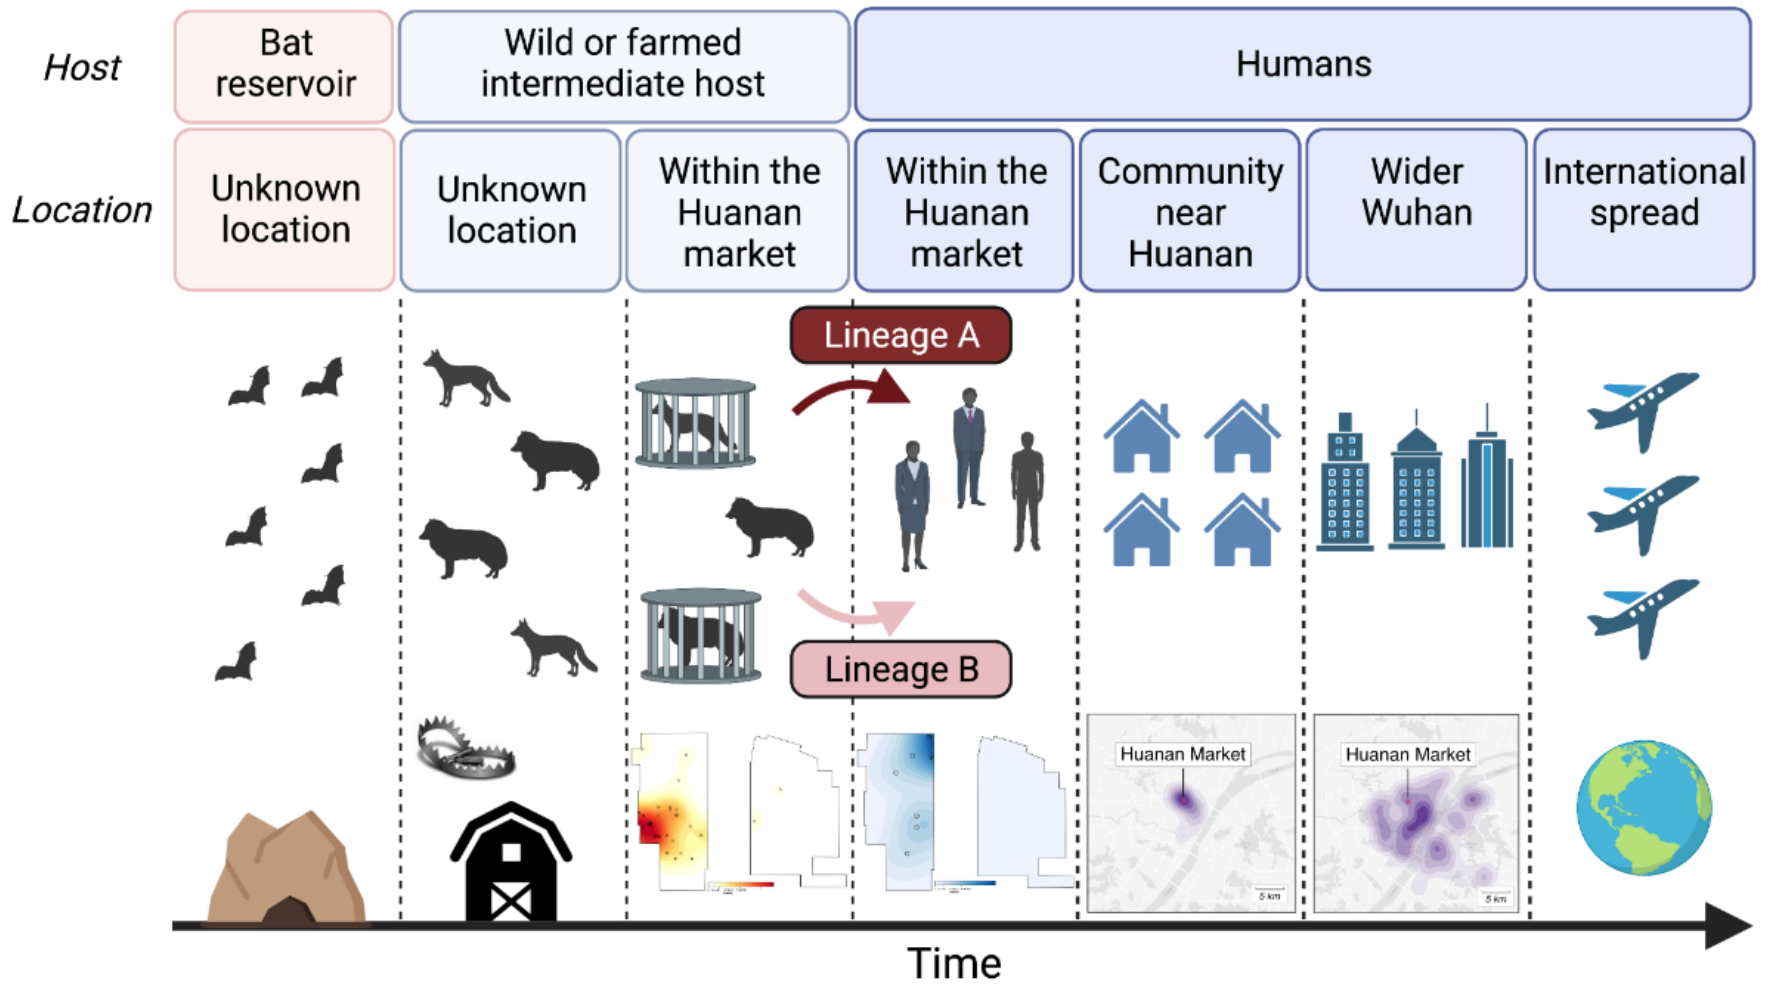 Host
Bat
reservoir
Wild or farmed
intermediate host
Humans
Location
Unknown
location
Unknown
location
Within the
Huanan
market
Within the
Huanan
market
Community
near
Huanan
Wider
Wuhan
International
spread
Lineage A
Lineage B
Huanan Market
5 km
Huanan Market
5 km
Time